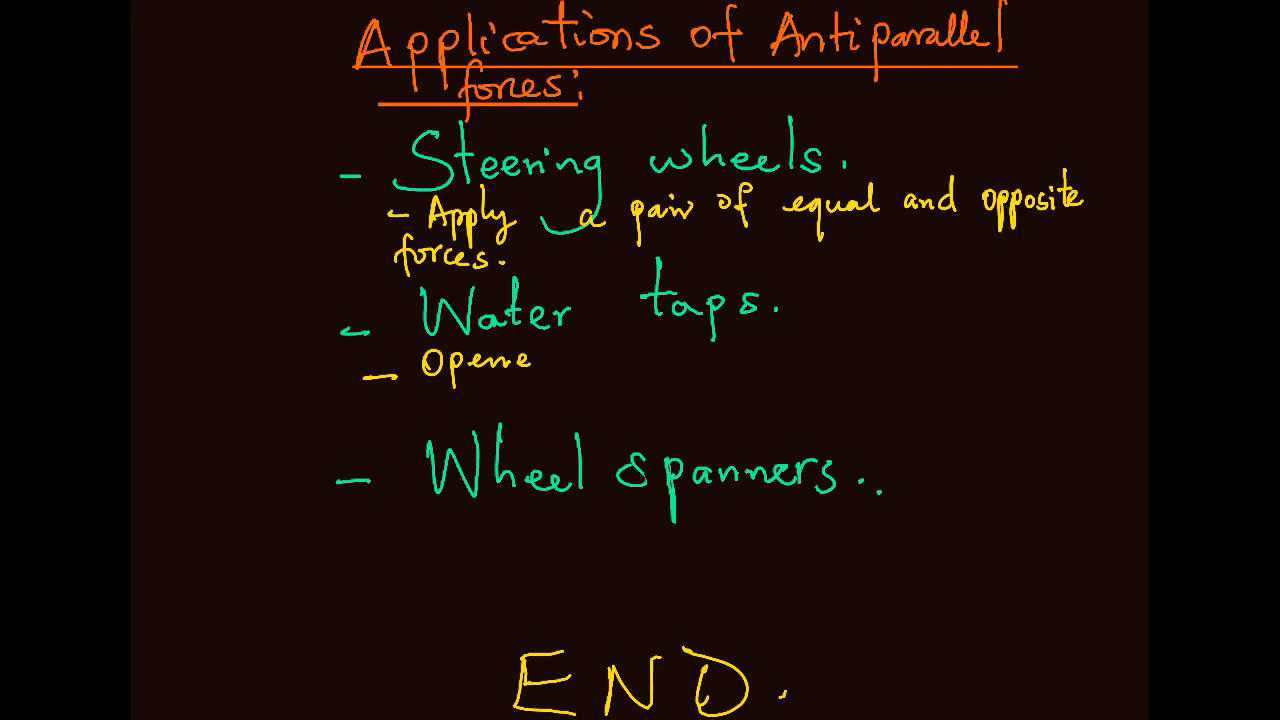 Applications of Antiparallel
forces:
- Steering wheels.
- Apply a pair of equal and opposite
forces.
- Water taps.
- Opene
- Wheel spanners..
END.